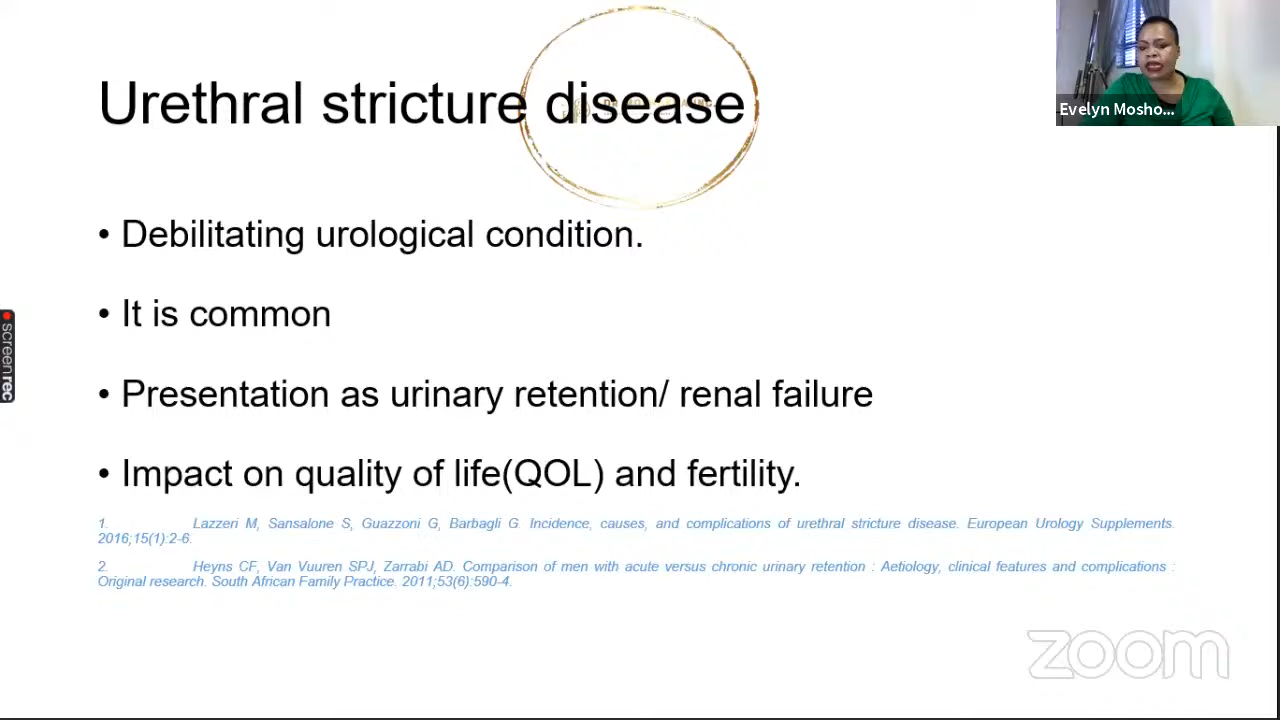 Urethral stricture disease
Evelyn Mosho...
• Debilitating urological condition.
• It is common
• Presentation as urinary retention/ renal failure
• Impact on quality of life(QOL) and fertility.
1. Lazzeri M, Sansalone S, Guazzoni G, Barbagli G. Incidence, causes, and complications of urethral stricture disease. European Urology Supplements.
2016;15(1):2-6.
2. Heyns CF, Van Vuuren SPJ, Zarrabi AD. Comparison of men with acute versus chronic urinary retention : Aetiology, clinical features and complications :
Original research. South African Family Practice. 2011;53(6):590-4.
screenrec
zoom